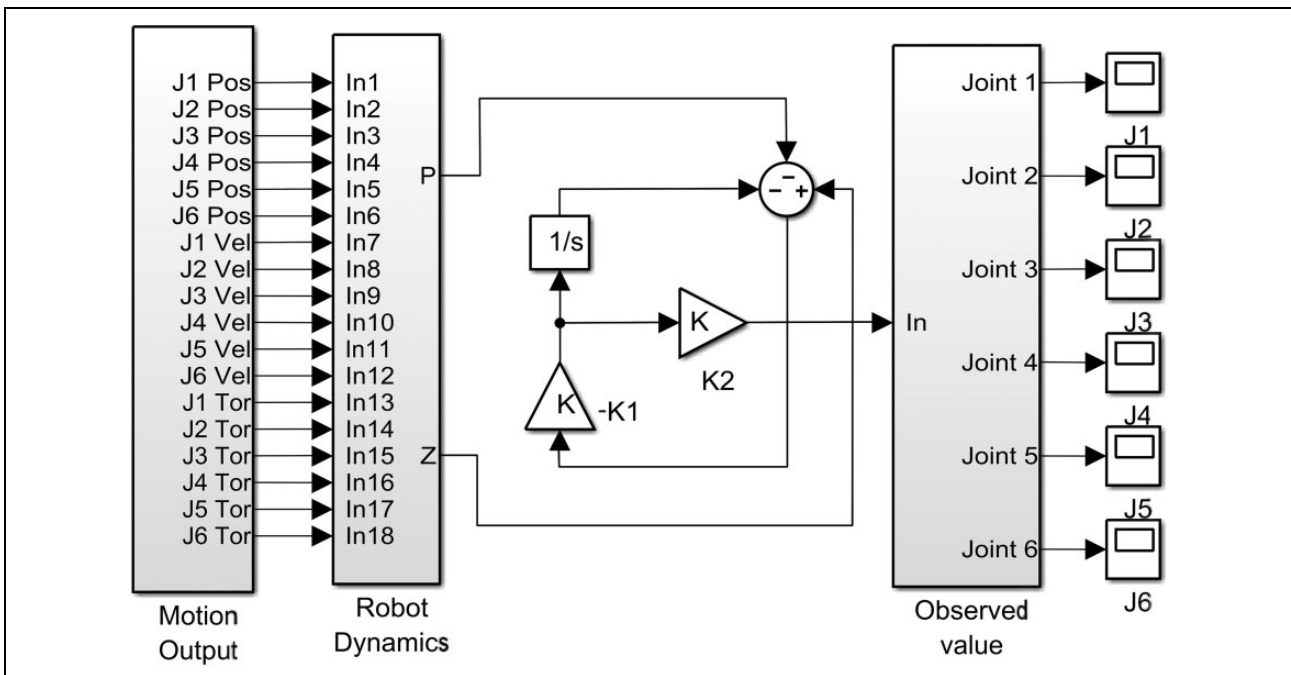 J1 Pos
J2 Pos
J3 Pos
J4 Pos
J5 Pos
J6 Pos
J1 Vel
J2 Vel
J3 Vel
J4 Vel
J5 Vel
J6 Vel
J1 Tor
J2 Tor
J3 Tor
J4 Tor
J5 Tor
J6 Tor
Motion
Output
In1
In2
In3
In4
In5
In6
In7
In8
In9
In10
In11
In12
In13
In14
In15
In16
In17
In18
P
Z
Robot
Dynamics
−
− +
1/s
K
K2
K
-K1
In
Joint 1
Joint 2
Joint 3
Joint 4
Joint 5
Joint 6
Observed
value
J1
J2
J3
J4
J5
J6